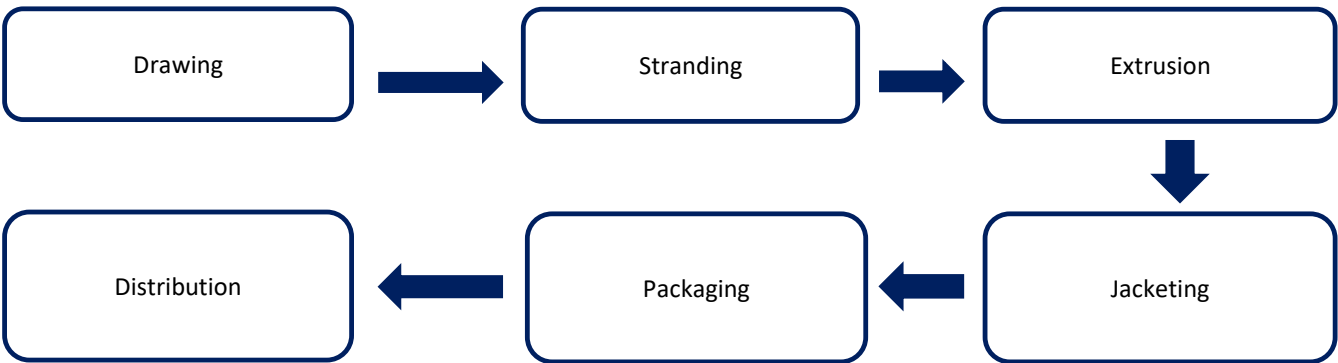 Drawing
Stranding
Extrusion
Jacketing
Packaging
Distribution